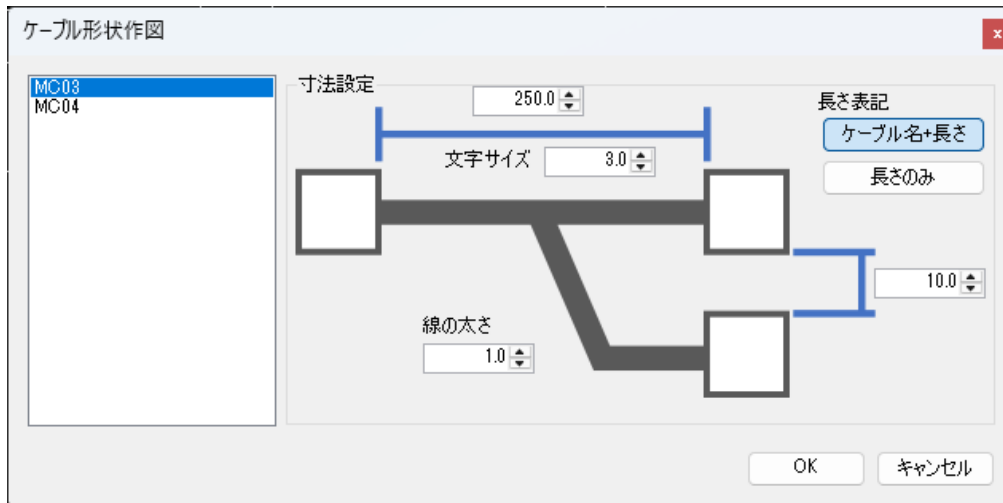 ケーブル形状作図
x
MC03
MC04
寸法設定
250.0
長さ表記
ケーブル名+長さ
文字サイズ
3.0
長さのみ
10.0
線の太さ
1.0
OK
キャンセル